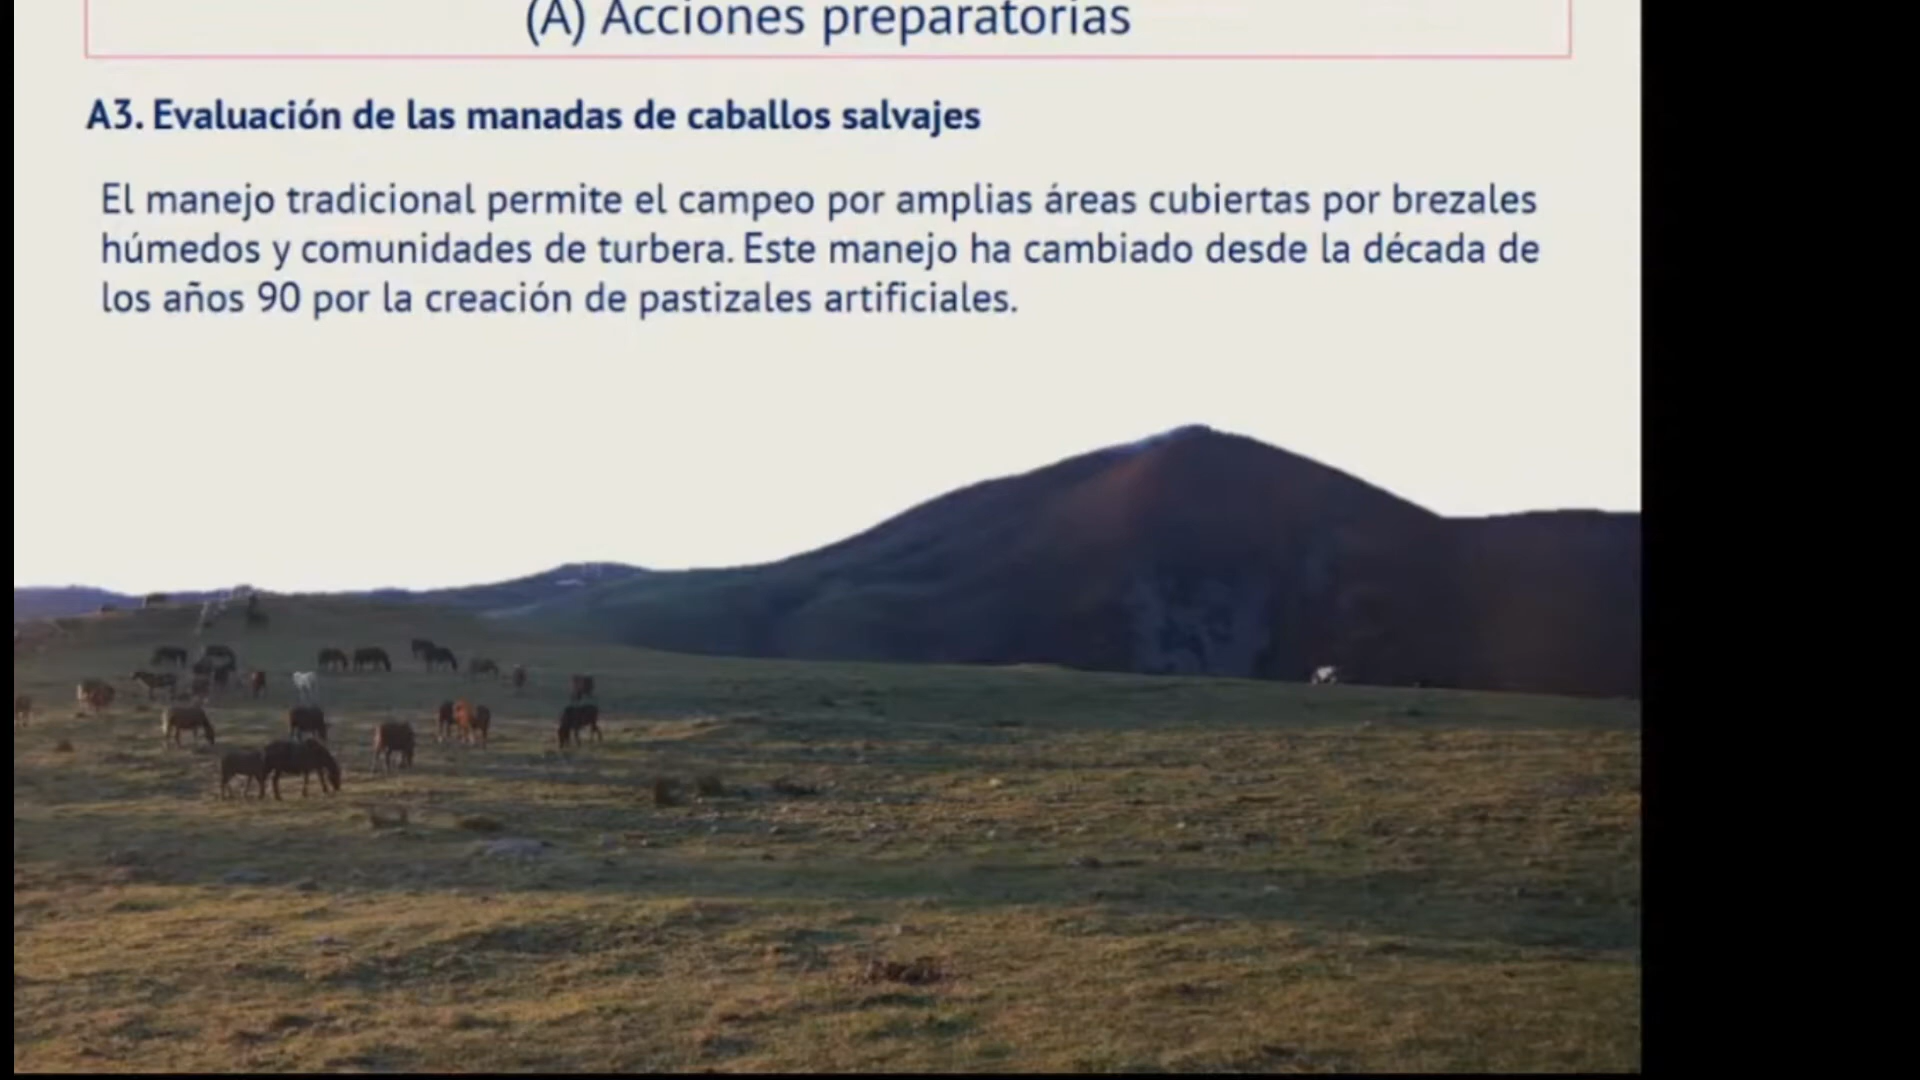 (A) Acciones preparatorias
A3. Evaluación de las manadas de caballos salvajes
El manejo tradicional permite el campeo por amplias áreas cubiertas por brezales
húmedos y comunidades de turbera. Este manejo ha cambiado desde la década de
los años 90 por la creación de pastizales artificiales.